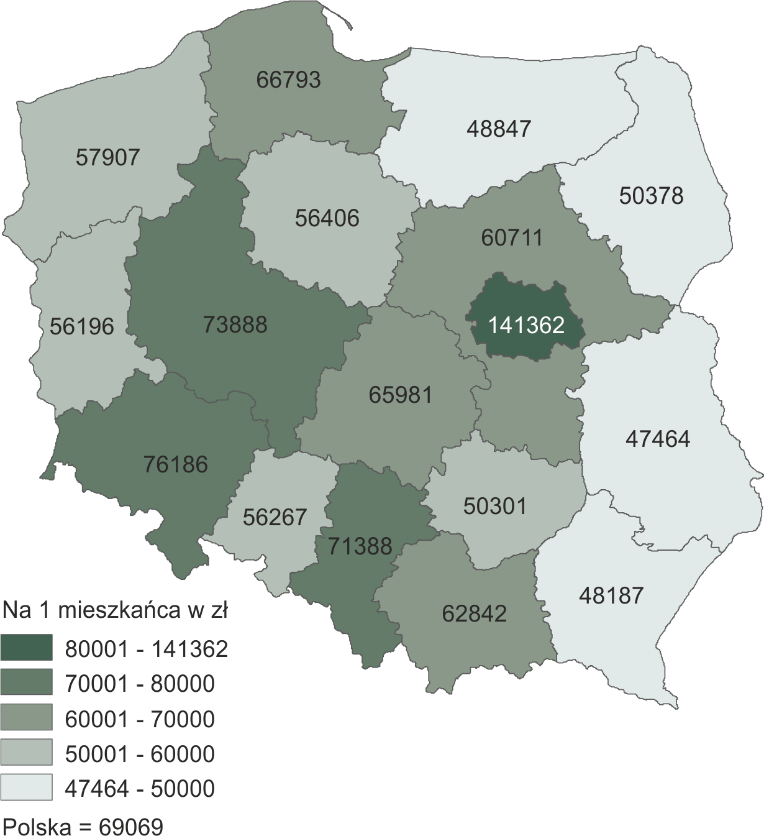 66793
48847
57907
50378
56406
60711
56196
73888
141362
65981
47464
76186
50301
56267
71388
48187
62842
Na 1 mieszkańca w zł
80001 - 141362
70001 - 80000
60001 - 70000
50001 - 60000
47464 - 50000
Polska = 69069